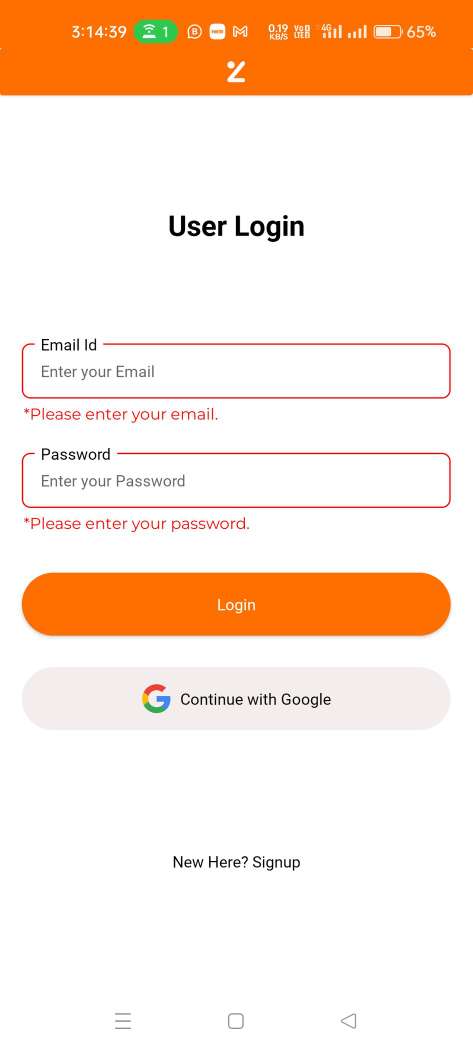 3:14:39 1 0.19 KB/S Vo LTE 4G 65%
User Login
Email Id
Enter your Email
*Please enter your email.
Password
Enter your Password
*Please enter your password.
Login
Continue with Google
New Here? Signup